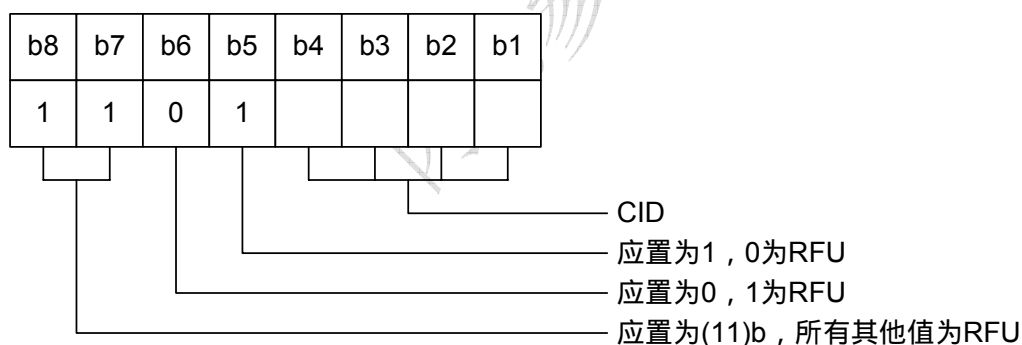 b8 b7 b6 b5 b4 b3 b2 b1
1 1 0 1
CID
应置为1，0为RFU
应置为0，1为RFU
应置为(11)b，所有其他值为RFU